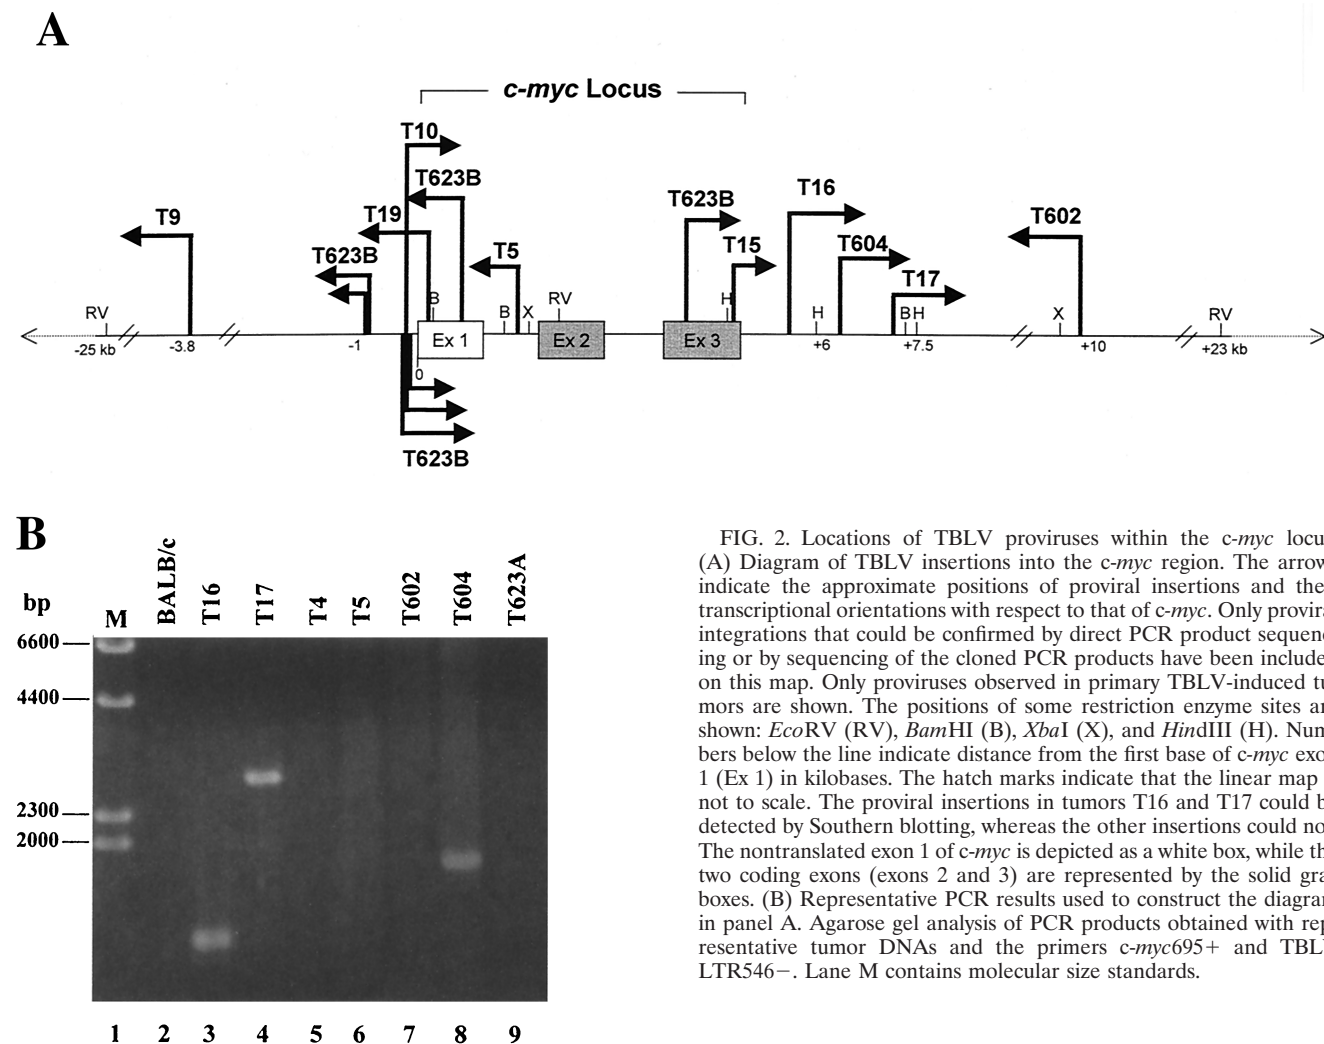 A
c-myc Locus
T10
T623B
T623B
T16
T9
T19
T602
T5
T15
T604
T623B
T17
RV
B
B
X
RV
H
H
B
H
X
RV
Ex 1
Ex 2
Ex 3
-25 kb
-3.8
-1
0
+6
+7.5
+10
+23 kb
T623B
B
bp
M
BALB/c
T16
T17
T4
T5
T602
T604
T623A
6600
4400
2300
2000
1 2 3 4 5 6 7 8 9
FIG. 2. Locations of TBLV proviruses within the c-myc locu
(A) Diagram of TBLV insertions into the c-myc region. The arrow
indicate the approximate positions of proviral insertions and the
transcriptional orientations with respect to that of c-myc. Only provira
integrations that could be confirmed by direct PCR product sequenc
ing or by sequencing of the cloned PCR products have been include
on this map. Only proviruses observed in primary TBLV-induced tu
mors are shown. The positions of some restriction enzyme sites ar
shown: EcoRV (RV), BamHI (B), XbaI (X), and HindIII (H). Num
bers below the line indicate distance from the first base of c-myc exo
1 (Ex 1) in kilobases. The hatch marks indicate that the linear map
not to scale. The proviral insertions in tumors T16 and T17 could b
detected by Southern blotting, whereas the other insertions could no
The nontranslated exon 1 of c-myc is depicted as a white box, while th
two coding exons (exons 2 and 3) are represented by the solid gra
boxes. (B) Representative PCR results used to construct the diagram
in panel A. Agarose gel analysis of PCR products obtained with rep
resentative tumor DNAs and the primers c-myc695+ and TBLV
LTR546−. Lane M contains molecular size standards.